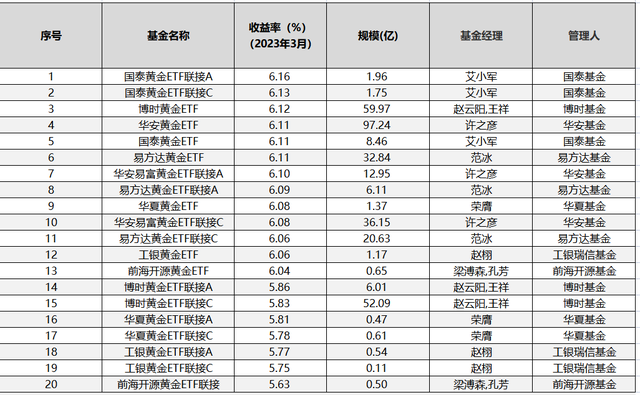 序号 基金名称 收益率（%）（2023年3月） 规模(亿) 基金经理 管理人
1 国泰黄金ETF联接A 6.16 1.96 艾小军 国泰基金
2 国泰黄金ETF联接C 6.13 1.75 艾小军 国泰基金
3 博时黄金ETF 6.12 59.97 赵云阳,王祥 博时基金
4 华安黄金ETF 6.11 97.24 许之彦 华安基金
5 国泰黄金ETF 6.11 8.46 艾小军 国泰基金
6 易方达黄金ETF 6.11 32.84 范冰 易方达基金
7 华安易富黄金ETF联接A 6.10 12.95 许之彦 华安基金
8 易方达黄金ETF联接A 6.09 6.11 范冰 易方达基金
9 华夏黄金ETF 6.08 1.37 荣膺 华夏基金
10 华安易富黄金ETF联接C 6.08 36.15 许之彦 华安基金
11 易方达黄金ETF联接C 6.06 20.63 范冰 易方达基金
12 工银黄金ETF 6.06 1.17 赵栩 工银瑞信基金
13 前海开源黄金ETF 6.04 0.65 梁溥森,孔芳 前海开源基金
14 博时黄金ETF联接A 5.86 6.01 赵云阳,王祥 博时基金
15 博时黄金ETF联接C 5.83 52.09 赵云阳,王祥 博时基金
16 华夏黄金ETF联接A 5.81 0.47 荣膺 华夏基金
17 华夏黄金ETF联接C 5.78 0.61 荣膺 华夏基金
18 工银黄金ETF联接A 5.77 0.54 赵栩 工银瑞信基金
19 工银黄金ETF联接C 5.75 0.11 赵栩 工银瑞信基金
20 前海开源黄金ETF联接 5.63 0.50 梁溥森,孔芳 前海开源基金